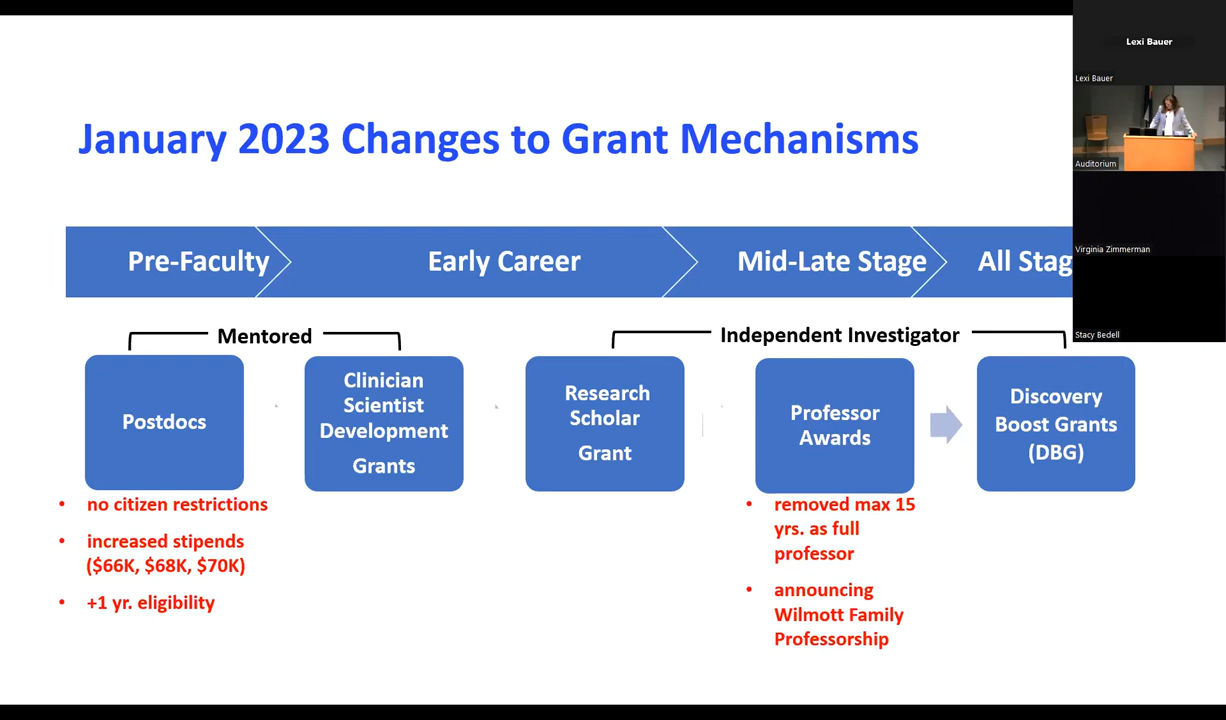 January 2023 Changes to Grant Mechanisms
Pre-Faculty
Early Career
Mid-Late Stage
All Stag
Mentored
Independent Investigator
Postdocs
Clinician
Scientist
Development
Grants
Research
Scholar
Grant
Professor
Awards
Discovery
Boost Grants
(DBG)
• no citizen restrictions
• increased stipends
($66K, $68K, $70K)
• +1 yr. eligibility
• removed max 15
yrs. as full
professor
• announcing
Wilmott Family
Professorship
Lexi Bauer
Lexi Bauer
Auditorium
Virginia Zimmerman
Stacy Bedell